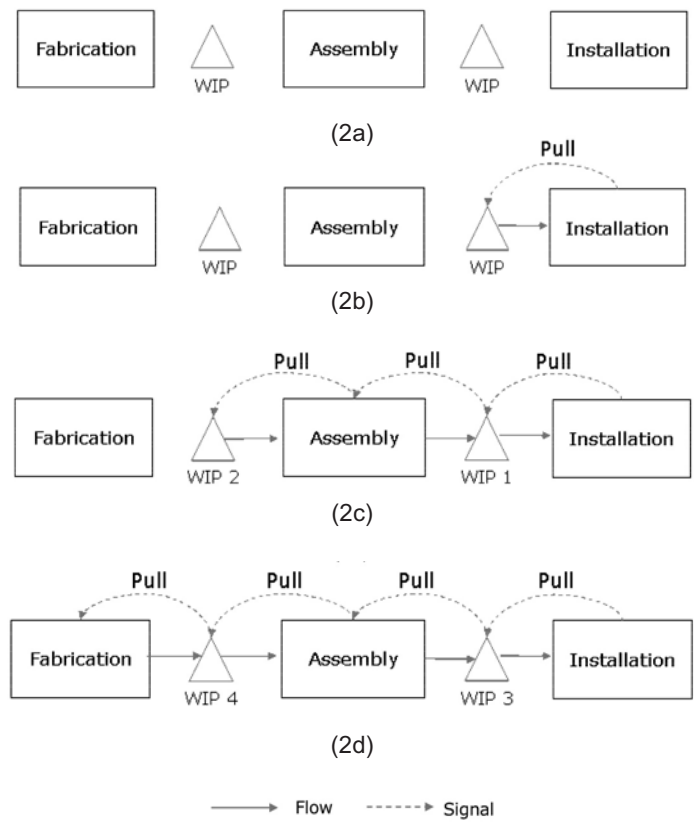 Fabrication Assembly Installation
WIP WIP
(2a)
Pull
Fabrication Assembly Installation
WIP WIP
(2b)
Pull Pull Pull
Fabrication Assembly Installation
WIP 2 WIP 1
(2c)
Pull Pull Pull Pull
Fabrication Assembly Installation
WIP 4 WIP 3
(2d)
Flow Signal